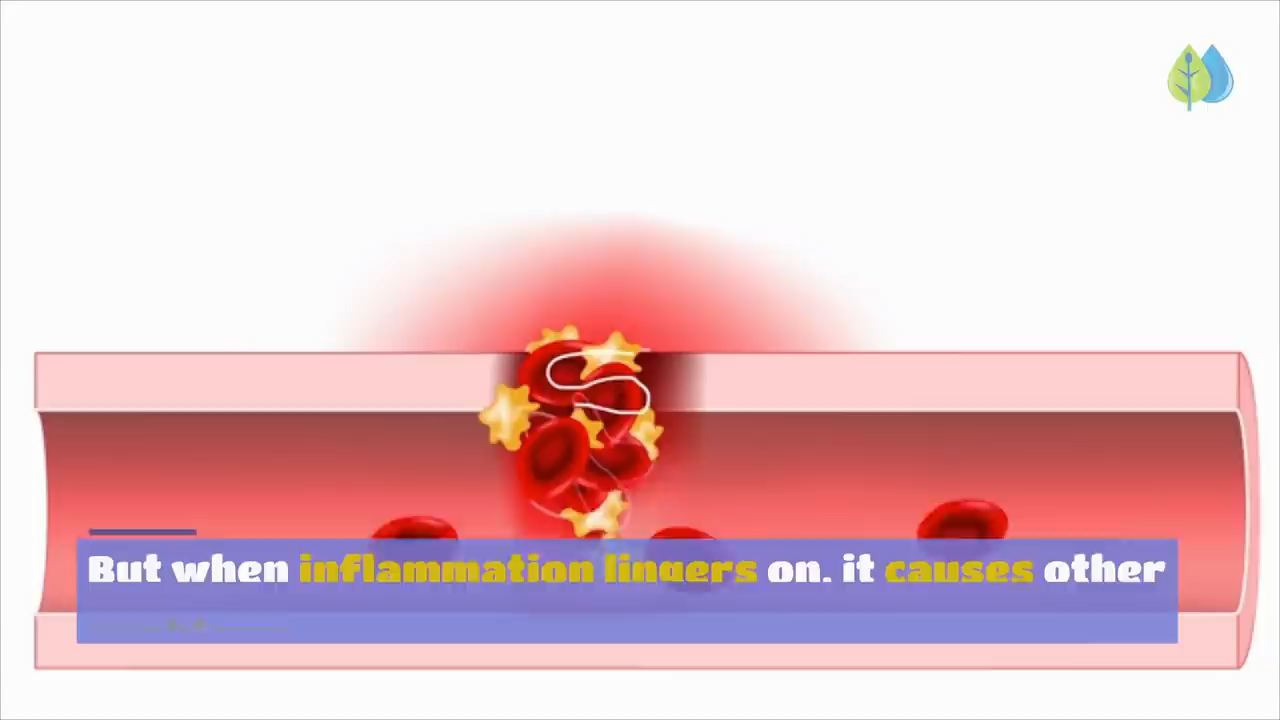 But when inflammation lingers on, it causes other